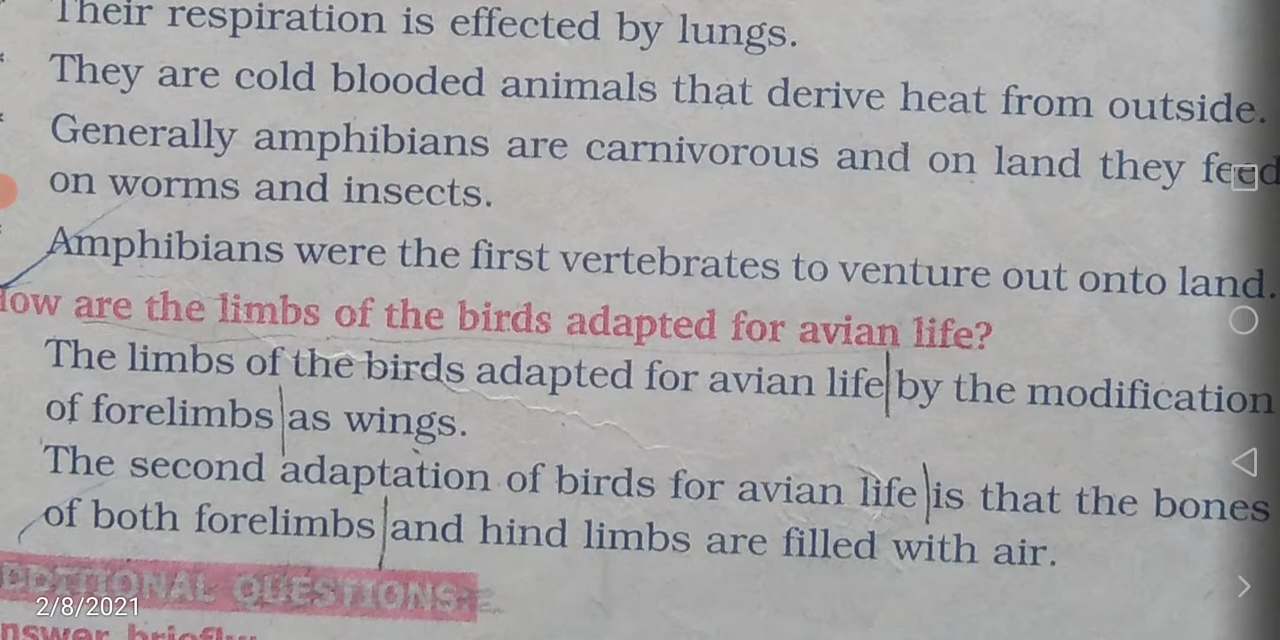 Their respiration is effected by lungs.
They are cold blooded animals that derive heat from outside.
Generally amphibians are carnivorous and on land they feed
on worms and insects.
Amphibians were the first vertebrates to venture out onto land.
How are the limbs of the birds adapted for avian life?
The limbs of the birds adapted for avian life by the modification
of forelimbs as wings.
The second adaptation of birds for avian life is that the bones
of both forelimbs and hind limbs are filled with air.
ADDITIONAL QUESTIONS:
2/8/2021
Answer briefly